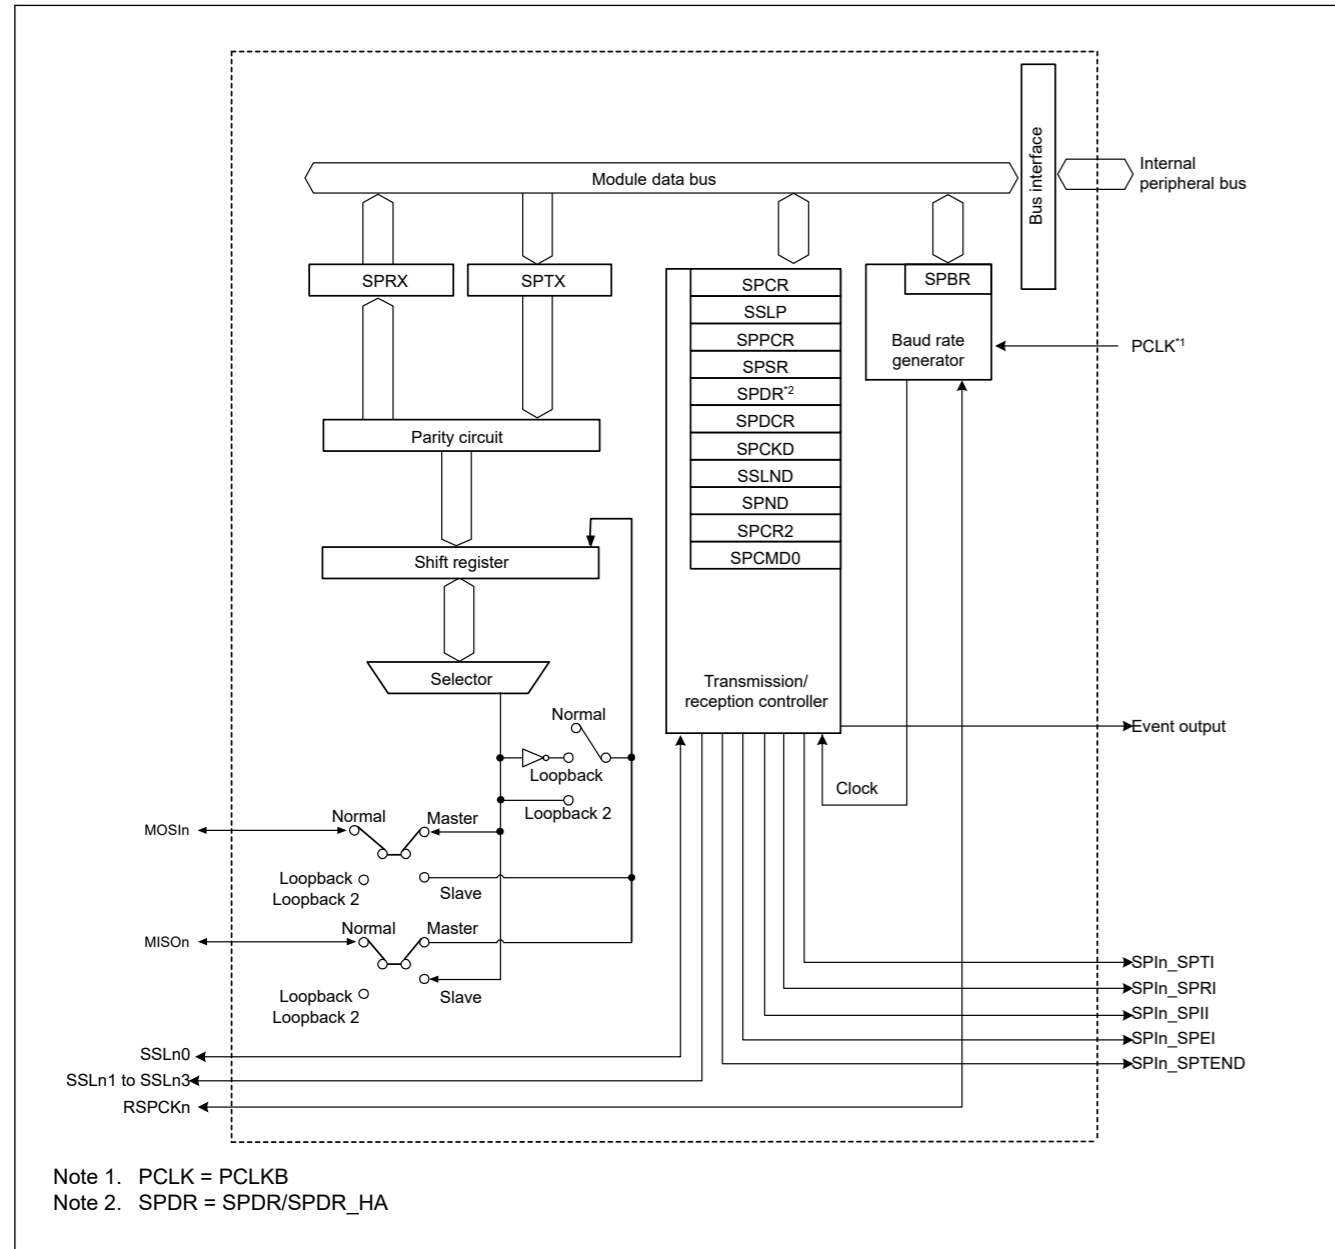 Bus interface
Internal
peripheral bus
Module data bus
SPRX
SPTX
SPCR
SSLP
SPPCR
SPSR
SPDR*2
SPDCR
SPCKD
SSLND
SPND
SPCR2
SPCMD0
Transmission/
reception controller
SPBR
Baud rate
generator
PCLK*1
Parity circuit
Shift register
Selector
Normal
Loopback
Loopback 2
Clock
Event output
MOSIn
Normal
Master
Loopback
Loopback 2
Slave
MISOn
Normal
Master
Loopback
Loopback 2
Slave
SPIn_SPTI
SPIn_SPRI
SPIn_SPII
SPIn_SPEI
SPIn_SPTEND
SSLn0
SSLn1 to SSLn3
RSPCKn
Note 1. PCLK = PCLKB
Note 2. SPDR = SPDR/SPDR_HA